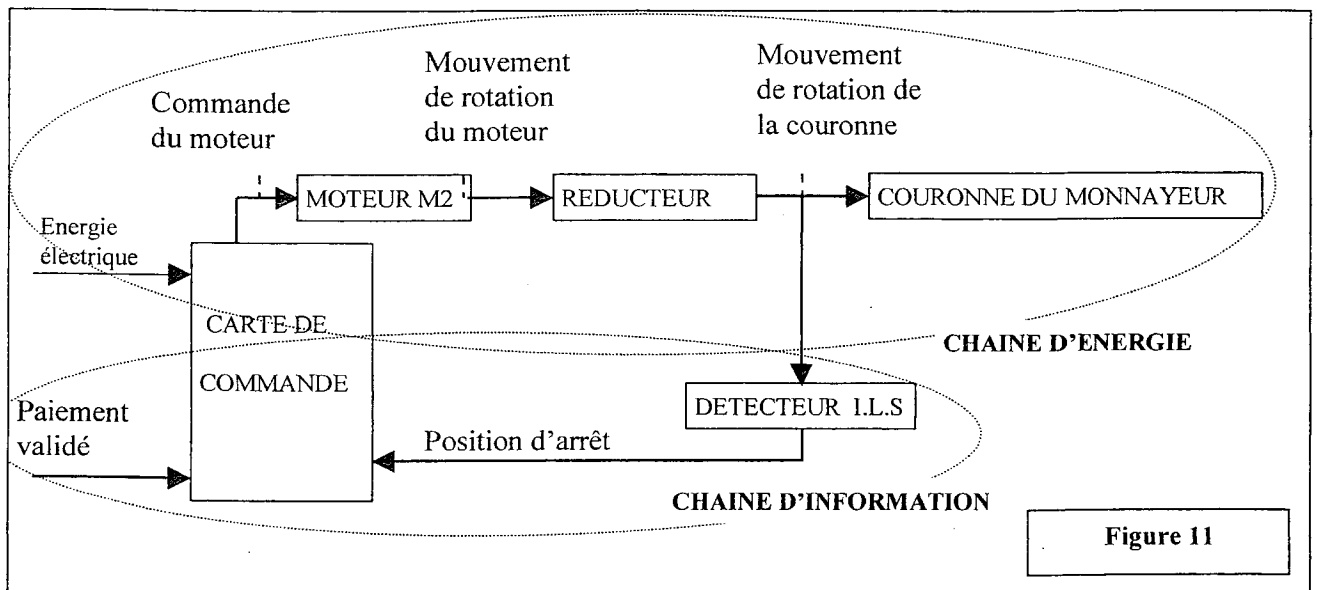 Mouvement
de rotation
du moteur
Mouvement
de rotation de
la couronne
Commande
du moteur
MOTEUR M2
REDUCTEUR
COURONNE DU MONNAYEUR
Energie
électrique
CARTE DE
COMMANDE
CHAINE D'ENERGIE
DETECTEUR I.L.S
Paiement
validé
Position d'arrêt
CHAINE D'INFORMATION
Figure 11